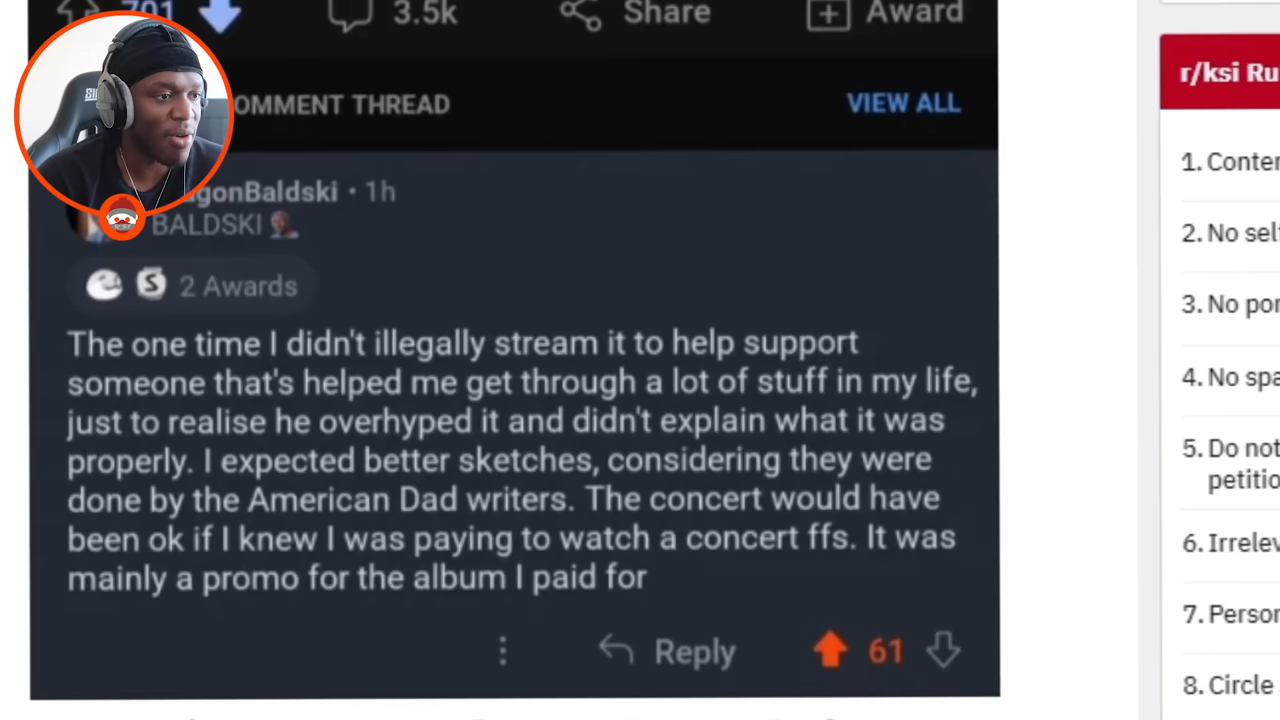 701 3.5k Share Award
OMMENT THREAD VIEW ALL
gonBaldski • 1h
BALDSKI
S 2 Awards
The one time I didn't illegally stream it to help support
someone that's helped me get through a lot of stuff in my life,
just to realise he overhyped it and didn't explain what it was
properly. I expected better sketches, considering they were
done by the American Dad writers. The concert would have
been ok if I knew I was paying to watch a concert ffs. It was
mainly a promo for the album I paid for
Reply 61
r/ksi Ru
1. Conten
2. No self
3. No por
4. No spa
5. Do not
petitio
6. Irrelev
7. Person
8. Circle